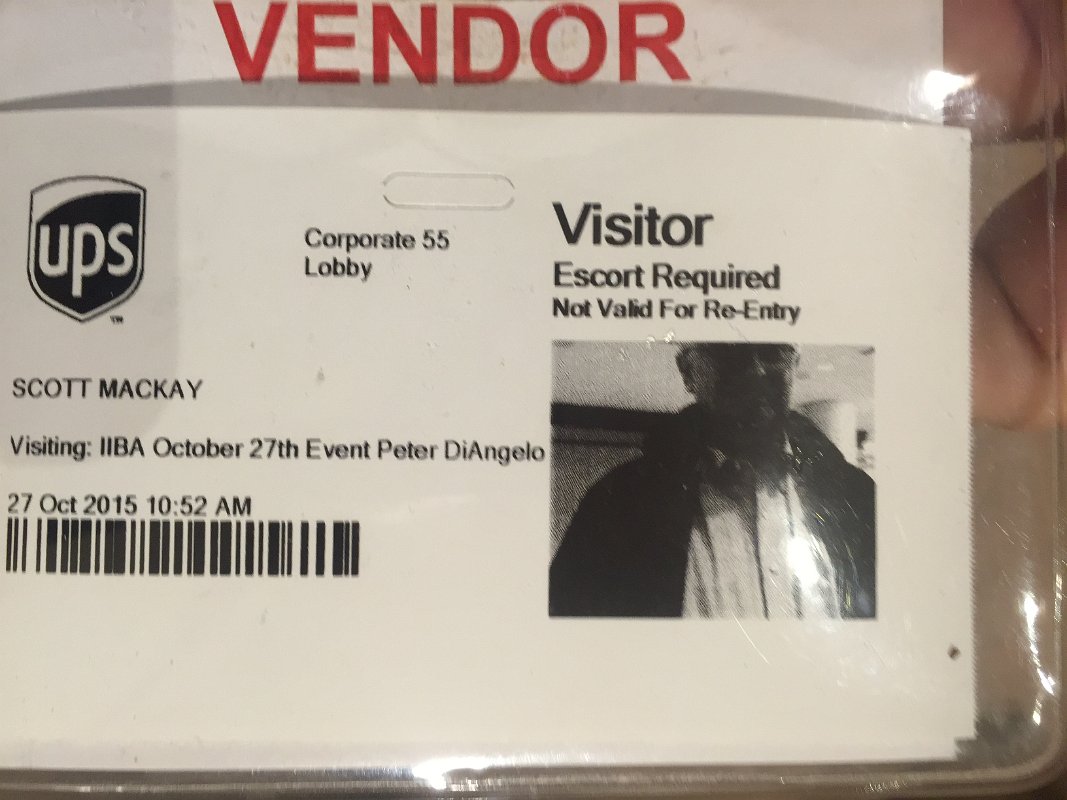 VENDOR
ups
TM
Corporate 55
Lobby
Visitor
Escort Required
Not Valid For Re-Entry
SCOTT MACKAY
Visiting: IIBA October 27th Event Peter DiAngelo
27 Oct 2015 10:52 AM